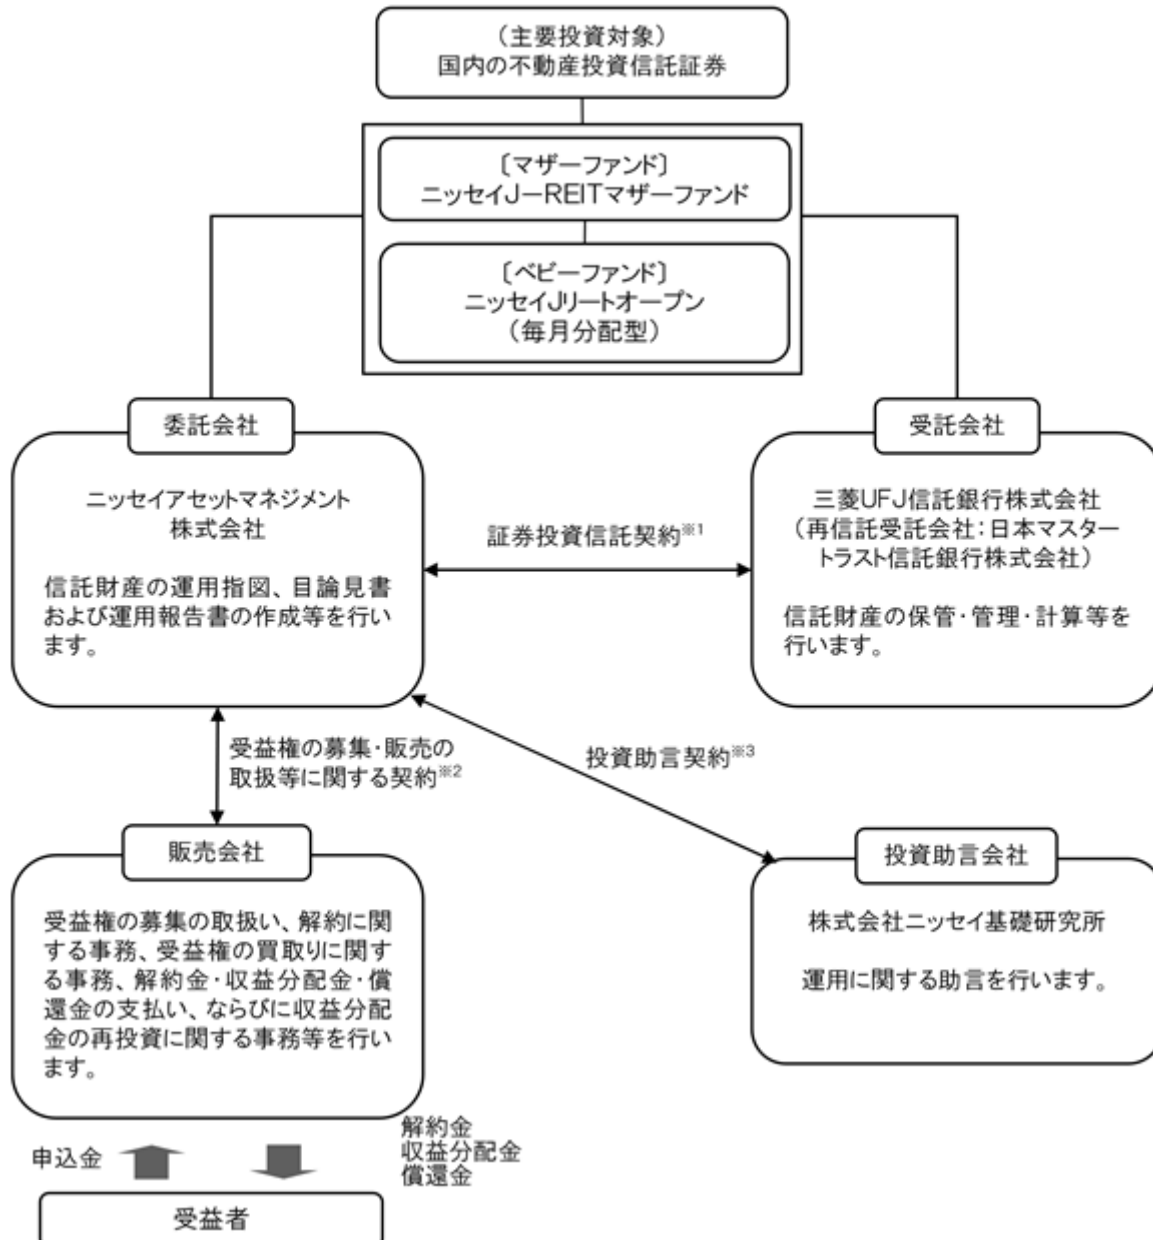 （主要投資対象）
国内の不動産投資信託証券
〔マザーファンド〕
ニッセイJ－REITマザーファンド
〔ベビーファンド〕
ニッセイJリートオープン
（毎月分配型）
委託会社
ニッセイアセットマネジメント
株式会社
信託財産の運用指図、目論見書
および運用報告書の作成等を行い
ます。
証券投資信託契約※1
受託会社
三菱UFJ信託銀行株式会社
（再信託受託会社：日本マスター
トラスト信託銀行株式会社）
信託財産の保管・管理・計算等を
行います。
受益権の募集・販売の
取扱等に関する契約※2
投資助言契約※3
販売会社
受益権の募集の取扱い、解約に関
する事務、受益権の買取りに関す
る事務、解約金・収益分配金・償
還金の支払い、ならびに収益分配
金の再投資に関する事務等を行い
ます。
投資助言会社
株式会社ニッセイ基礎研究所
運用に関する助言を行います。
申込金
解約金
収益分配金
償還金
受益者